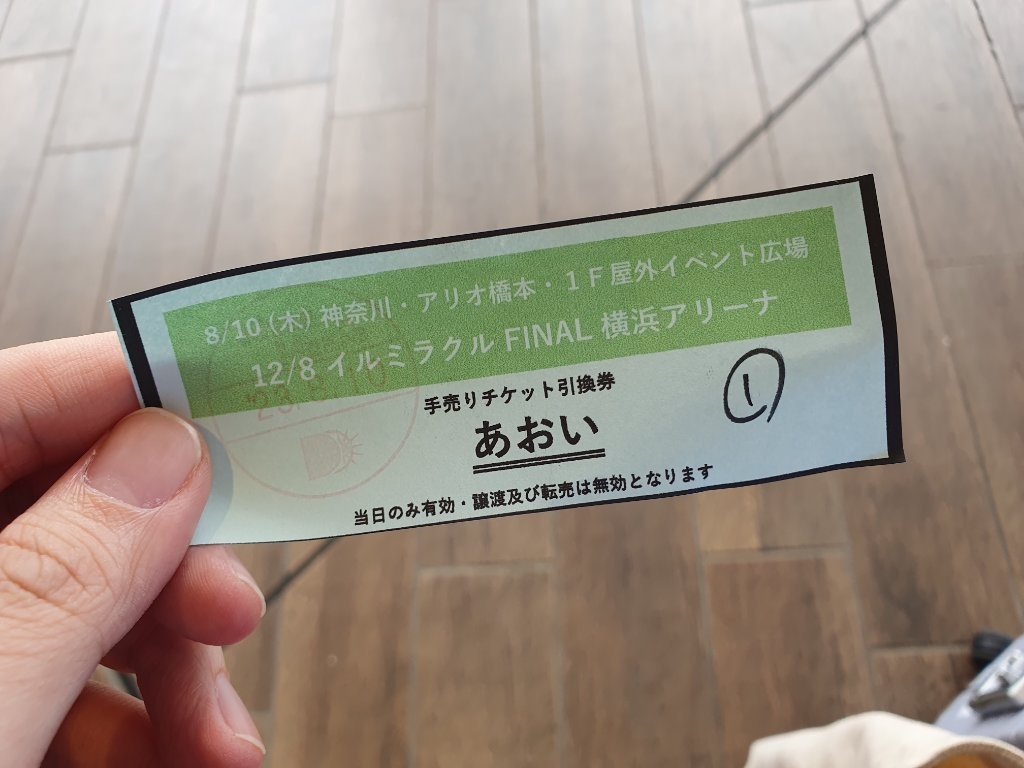 8/10 (木) 神奈川・アリオ橋本・1F屋外イベント広場
12/8 イルミラクル FINAL 横浜アリーナ
手売りチケット引換券
①
あおい
当日のみ有効・譲渡及び転売は無効となります